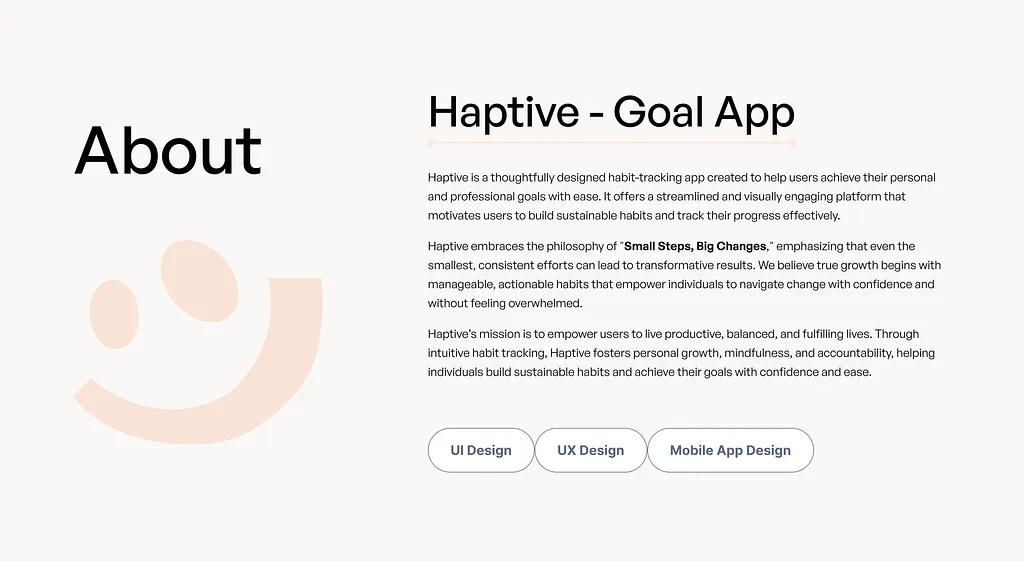 About
Haptive - Goal App
Haptive is a thoughtfully designed habit-tracking app created to help users achieve their personal
and professional goals with ease. It offers a streamlined and visually engaging platform that
motivates users to build sustainable habits and track their progress effectively.
Haptive embraces the philosophy of "Small Steps, Big Changes," emphasizing that even the
smallest, consistent efforts can lead to transformative results. We believe true growth begins with
manageable, actionable habits that empower individuals to navigate change with confidence and
without feeling overwhelmed.
Haptive’s mission is to empower users to live productive, balanced, and fulfilling lives. Through
intuitive habit tracking, Haptive fosters personal growth, mindfulness, and accountability, helping
individuals build sustainable habits and achieve their goals with confidence and ease.
UI Design
UX Design
Mobile App Design